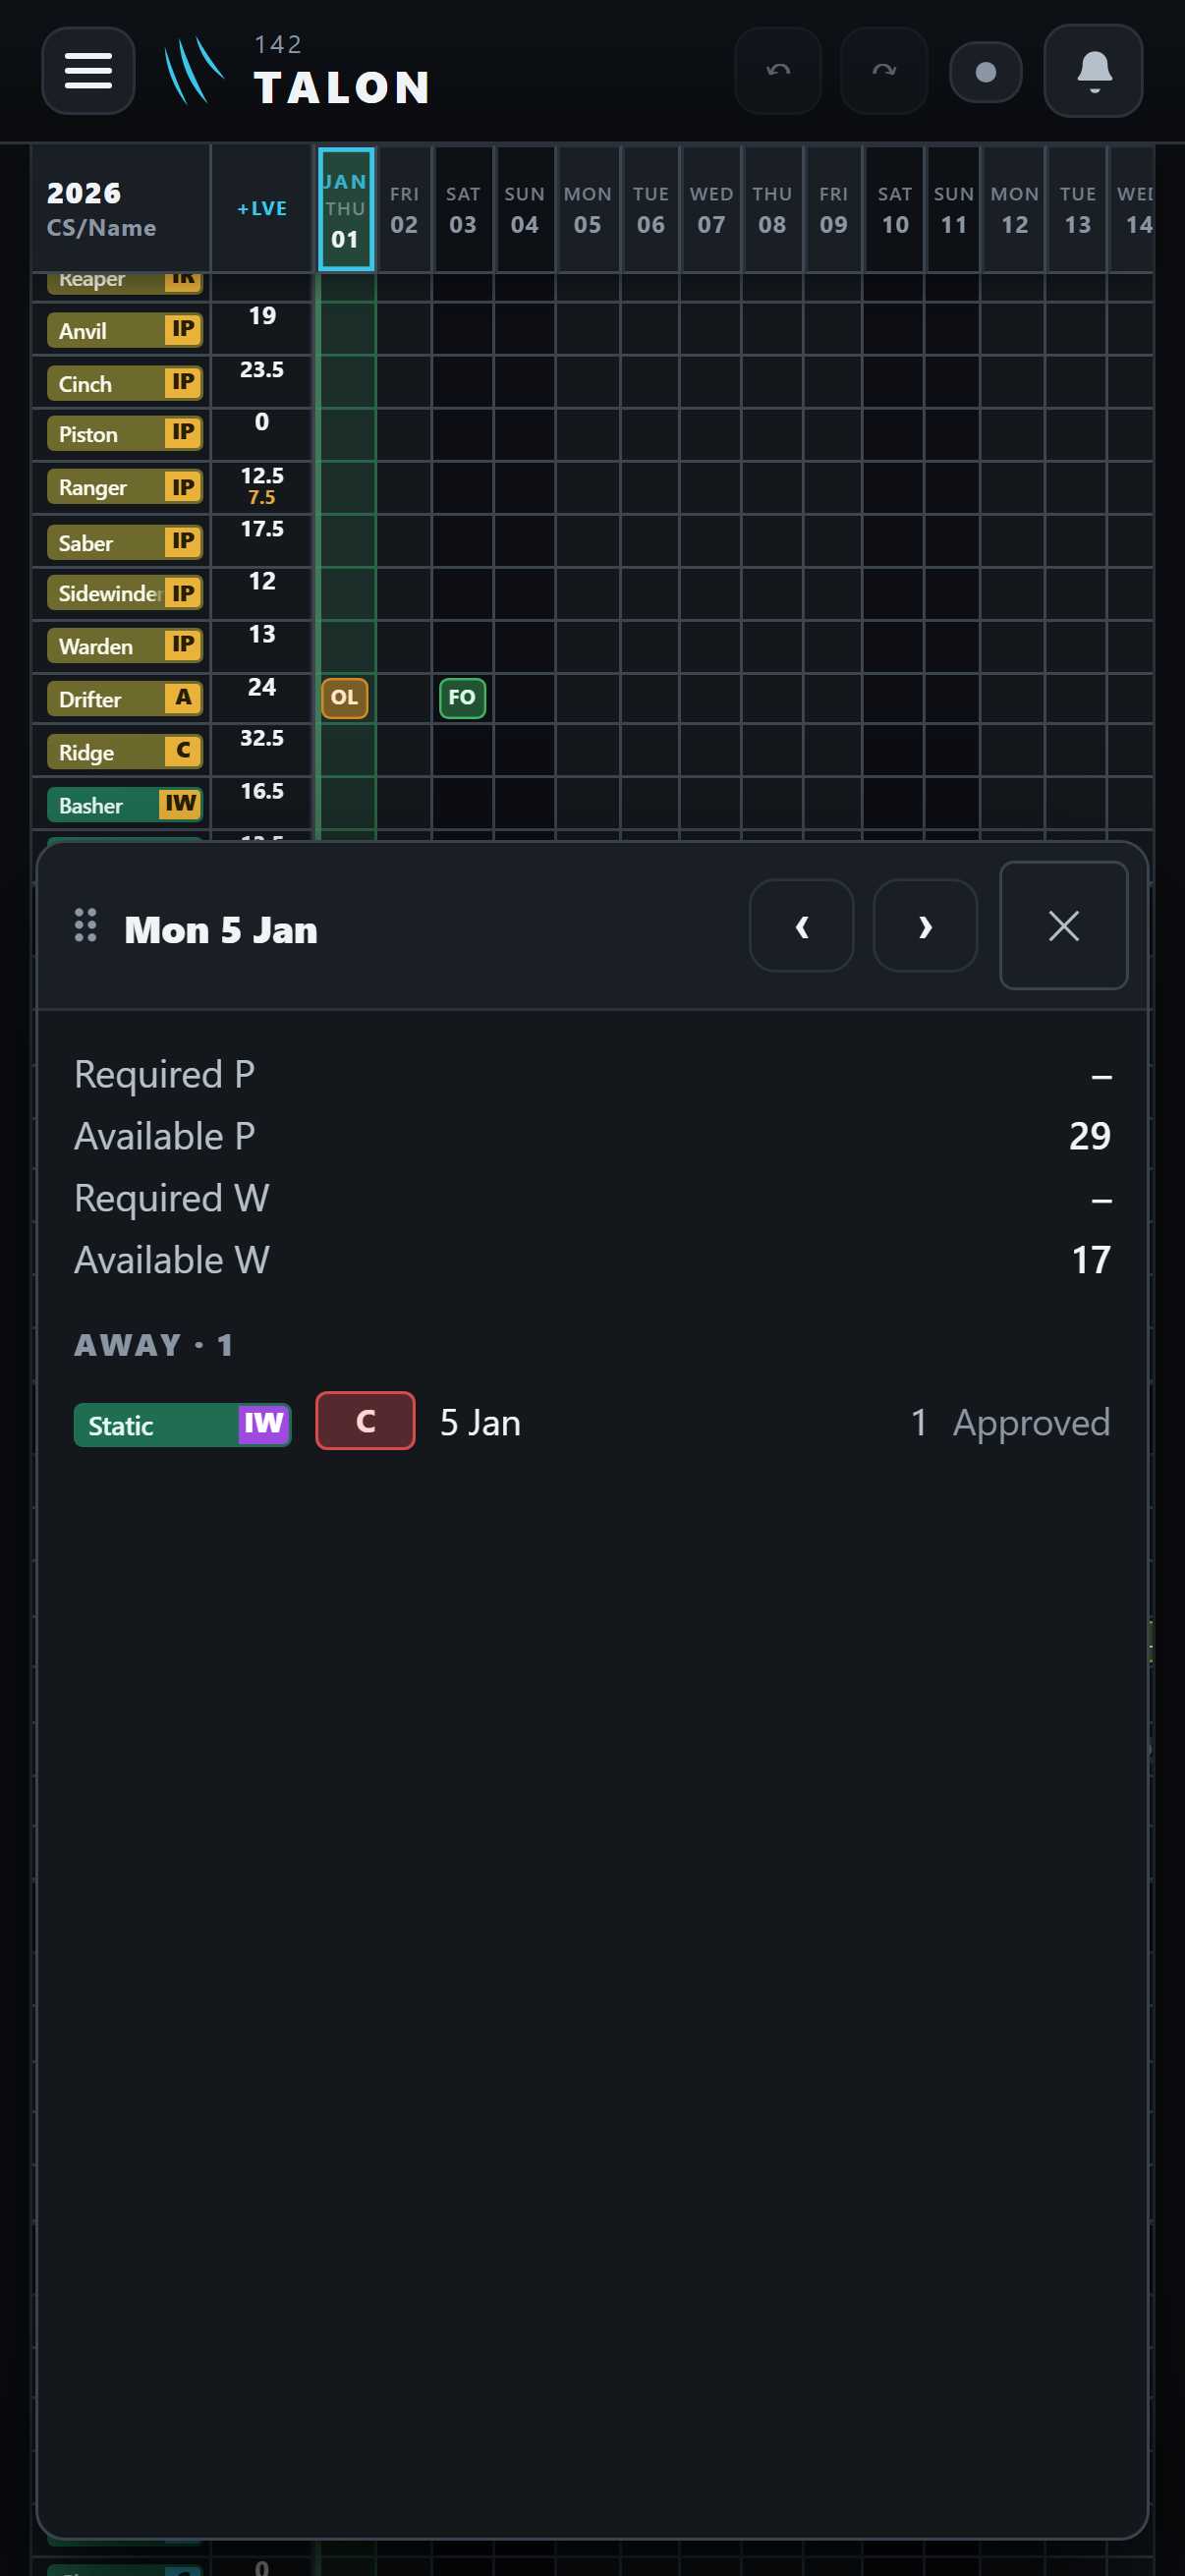 142
TALON
2026
CS/Name
+LVE
JAN THU 01
FRI 02
SAT 03
SUN 04
MON 05
TUE 06
WED 07
THU 08
FRI 09
SAT 10
SUN 11
MON 12
TUE 13
WED 14
Reaper IR
Anvil IP 19
Cinch IP 23.5
Piston IP 0
Ranger IP 12.5
7.5
Saber IP 17.5
Sidewinder IP 12
Warden IP 13
Drifter A 24 OL FO
Ridge C 32.5
Basher IW 16.5
Mon 5 Jan
Required P –
Available P 29
Required W –
Available W 17
AWAY · 1
Static IW C 5 Jan 1 Approved
0